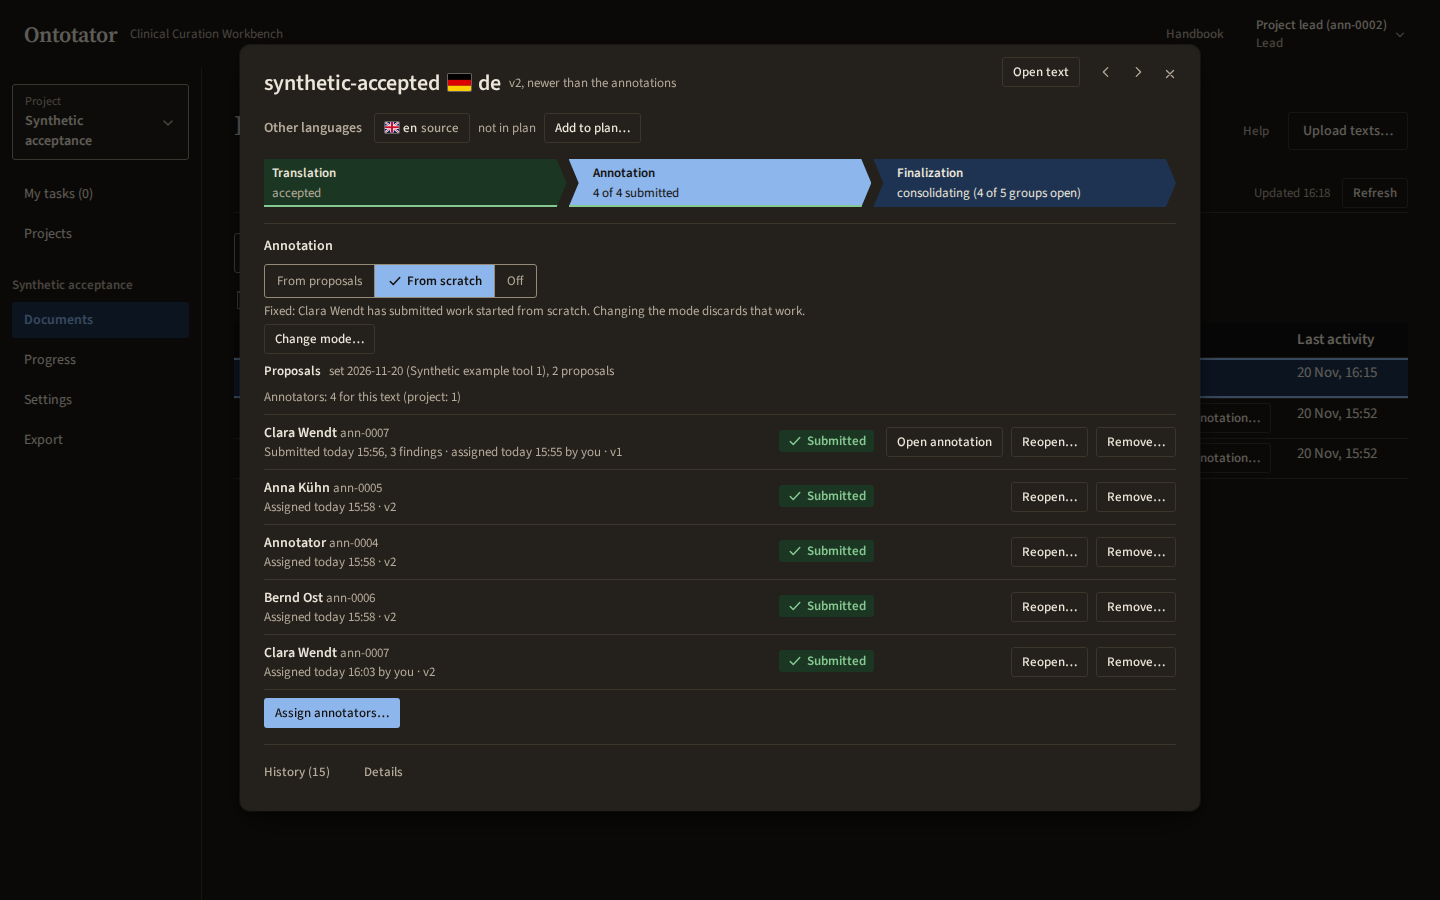 Ontotator Clinical Curation Workbench
Handbook
Project lead (ann-0002)
Lead
Project
Synthetic
acceptance
My tasks (0)
Projects
Synthetic acceptance
Documents
Progress
Settings
Export
Help
Upload texts…
Updated 16:18
Refresh
Last activity
20 Nov, 16:15
notation…
20 Nov, 15:52
notation…
20 Nov, 15:52
synthetic-accepted de v2, newer than the annotations
Open text
Other languages en source not in plan Add to plan…
Translation
accepted
Annotation
4 of 4 submitted
Finalization
consolidating (4 of 5 groups open)
Annotation
From proposals From scratch Off
Fixed: Clara Wendt has submitted work started from scratch. Changing the mode discards that work.
Change mode…
Proposals set 2026-11-20 (Synthetic example tool 1), 2 proposals
Annotators: 4 for this text (project: 1)
Clara Wendt ann-0007
Submitted today 15:56, 3 findings · assigned today 15:55 by you · v1
Submitted Open annotation Reopen… Remove…
Anna Kühn ann-0005
Assigned today 15:58 · v2
Submitted Reopen… Remove…
Annotator ann-0004
Assigned today 15:58 · v2
Submitted Reopen… Remove…
Bernd Ost ann-0006
Assigned today 15:58 · v2
Submitted Reopen… Remove…
Clara Wendt ann-0007
Assigned today 16:03 by you · v2
Submitted Reopen… Remove…
Assign annotators…
History (15) Details